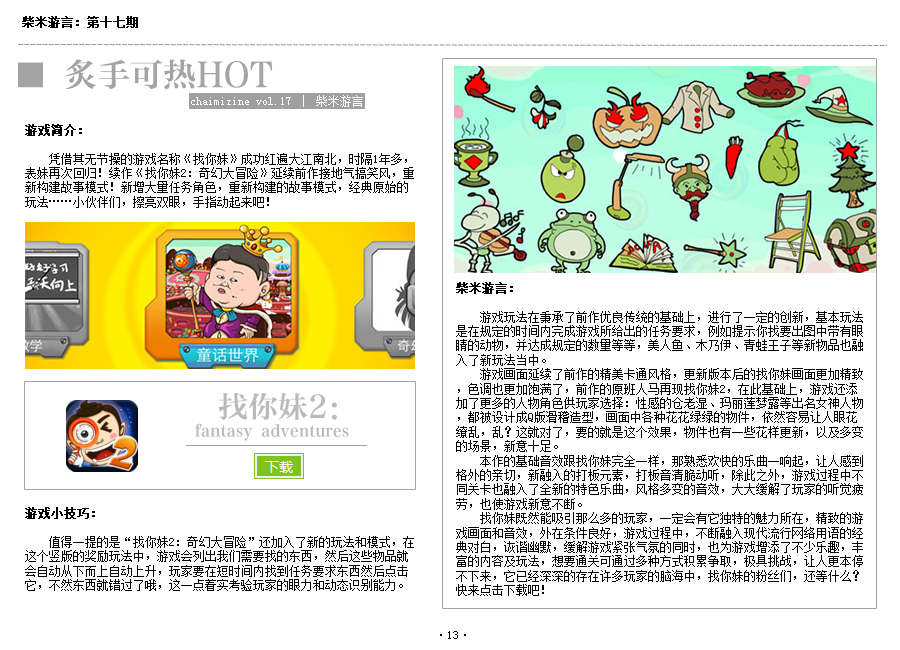 柴米游言：第十七期
炙手可热HOT
chaimizine vol.17 | 柴米游言
游戏简介：
凭借其无节操的游戏名称《找你妹》成功红遍大江南北，时隔1年多，
表妹再次回归！续作《找你妹2：奇幻大冒险》延续前作接地气搞笑风，重
新构建故事模式！新增大量任务角色，重新构建的故事模式，经典原始的
玩法……小伙伴们，擦亮双眼，手指动起来吧！
天天向上
童话世界
找你妹2：
fantasy adventures
下载
游戏小技巧：
值得一提的是“找你妹2：奇幻大冒险”还加入了新的玩法和模式，在
这个竖版的奖励玩法中，游戏会列出我们需要找的东西，然后这些物品就
会自动从下而上自动上升，玩家要在短时间内找到任务要求东西然后点击
它，不然东西就错过了哦，这一点着实考验玩家的眼力和动态识别能力。
柴米游言：
游戏玩法在秉承了前作优良传统的基础上，进行了一定的创新，基本玩法
是在规定的时间内完成游戏所给出的任务要求，例如提示你找要出图中带有眼
睛的动物，并达成规定的数量等等，美人鱼、木乃伊、青蛙王子等新物品也融
入了新玩法当中。
游戏画面延续了前作的精美卡通风格，更新版本后的找你妹画面更加精致
，色调也更加饱满了，前作的原班人马再现找你妹2，在此基础上，游戏还添
加了更多的人物角色供玩家选择：性感的仓老湿、玛丽莲梦露等出名女神人物
，都被设计成Q版滑稽造型，画面中各种花花绿绿的物件，依然容易让人眼花
缭乱，乱？这就对了，要的就是这个效果，物件也有一些花样更新，以及多变
的场景，新意十足。
本作的基础音效跟找你妹完全一样，那熟悉欢快的乐曲一响起，让人感到
格外的亲切，新融入的打板元素，打板音清脆动听，除此之外，游戏过程中不
同关卡也融入了全新的特色乐曲，风格多变的音效，大大缓解了玩家的听觉疲
劳，也使游戏新意不断。
找你妹既然能吸引那么多的玩家，一定会有它独特的魅力所在，精致的游
戏画面和音效，外在条件良好，游戏过程中，不断融入现代流行网络用语的经
典对白，诙谐幽默，缓解游戏紧张气氛的同时，也为游戏增添了不少乐趣，丰
富的内容及玩法，想要通关可通过多种方式积累争取，极具挑战，让人更本停
不下来，它已经深深的存在许多玩家的脑海中，找你妹的粉丝们，还等什么？
快来点击下载吧！
· 13 ·